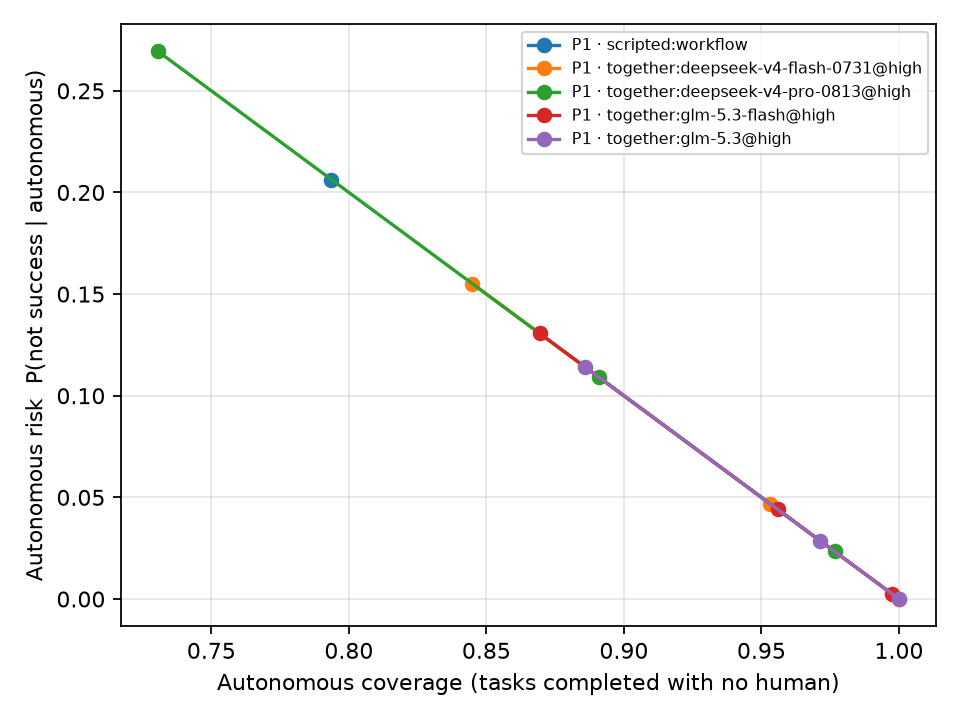 P1 · scripted:workflow
P1 · together:deepseek-v4-flash-0731@high
P1 · together:deepseek-v4-pro-0813@high
P1 · together:glm-5.3-flash@high
P1 · together:glm-5.3@high
Autonomous risk  P(not success | autonomous)
0.25
0.20
0.15
0.10
0.05
0.00
0.75
0.80
0.85
0.90
0.95
1.00
Autonomous coverage (tasks completed with no human)